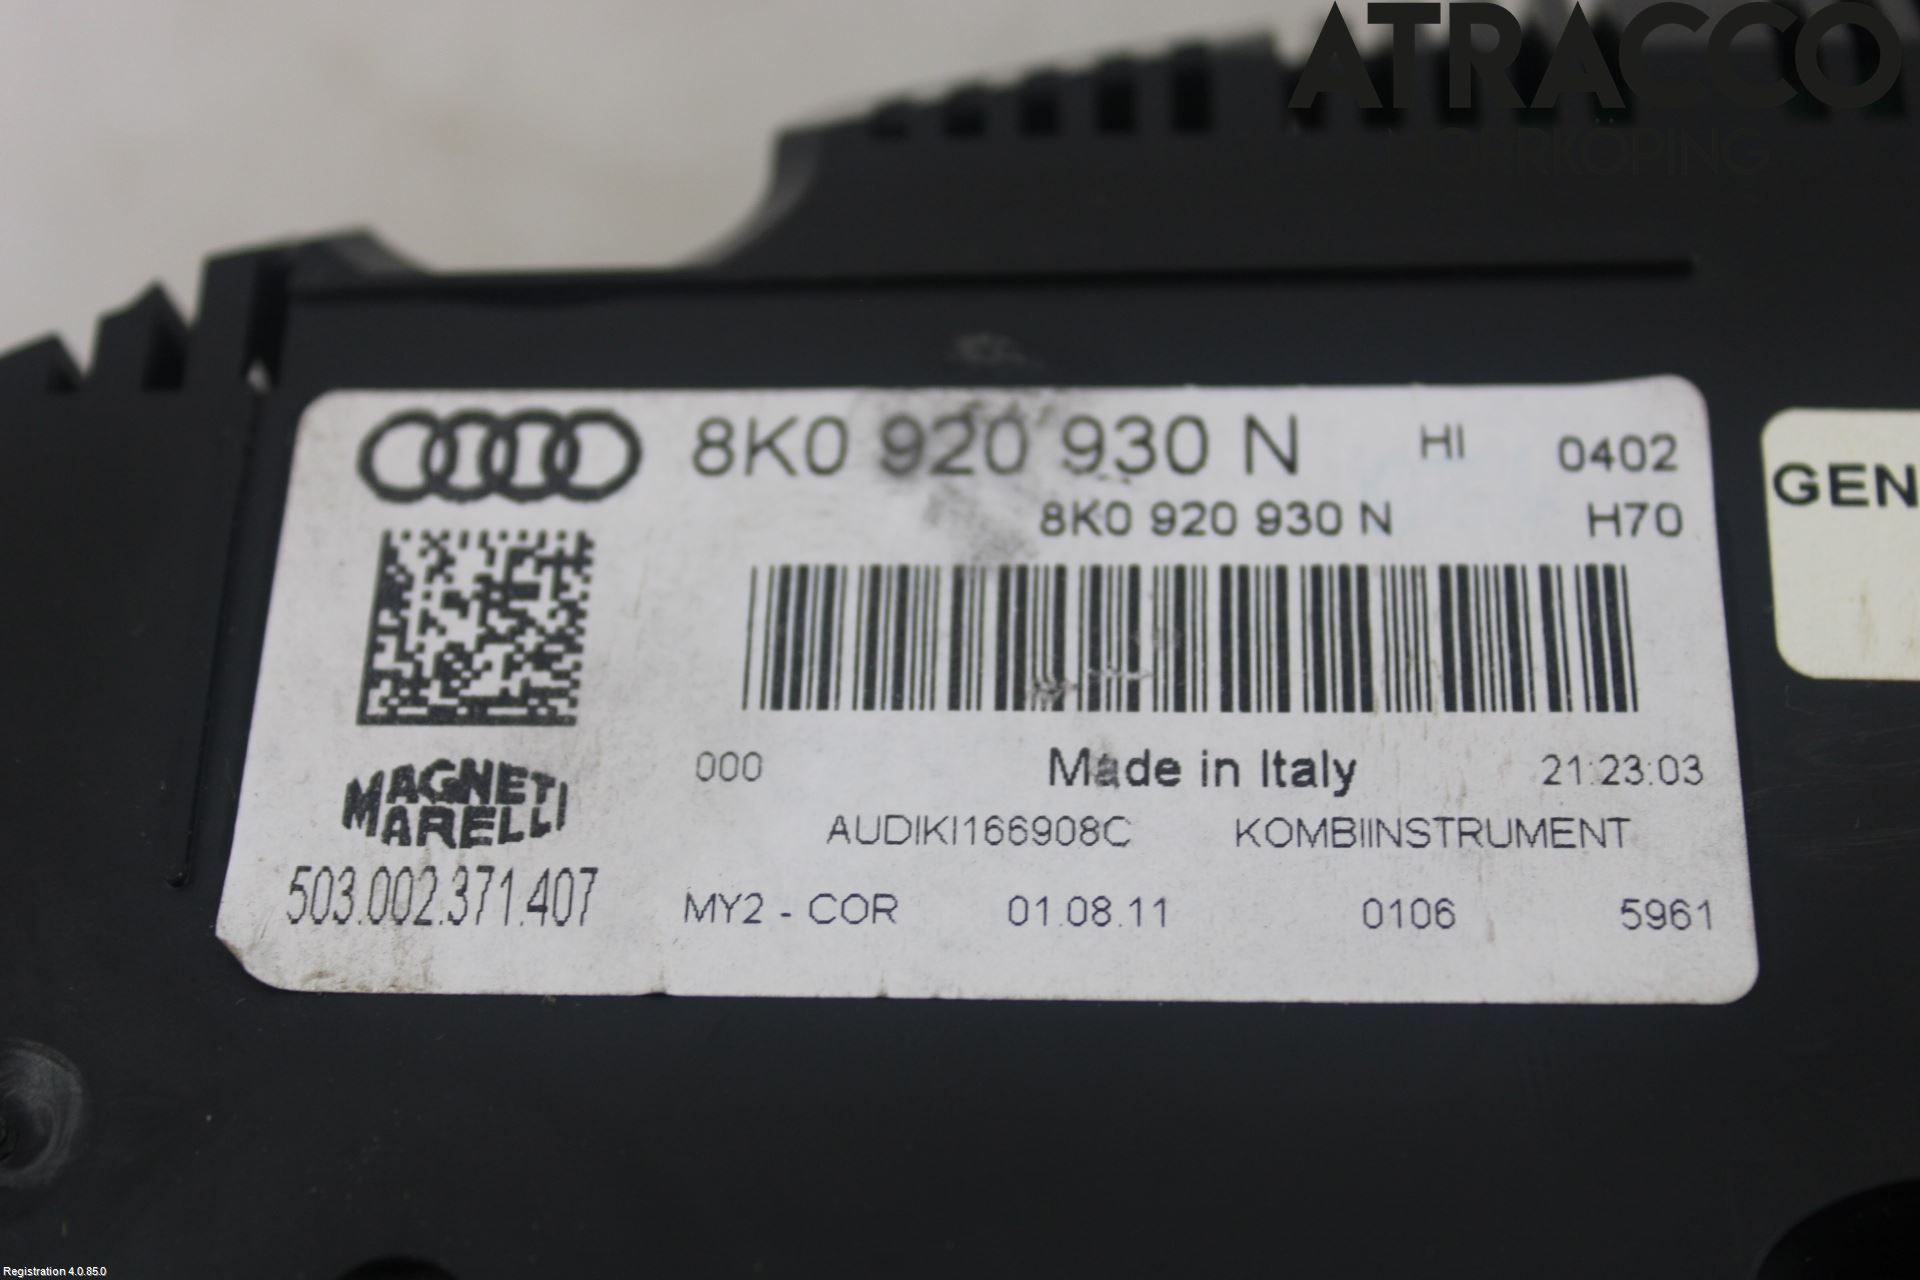 ATRACCO
NORRKÖPING
8K0 920 930 N HI 0402
8K0 920 930 N H70
GEN
000 Made in Italy 21:23:03
MAGNETI
MARELLI
AUDIKI166908C KOMBIINSTRUMENT
503.002.371.407
MY2 - COR 01.08.11 0106 5961
Registration 4.0.85.0